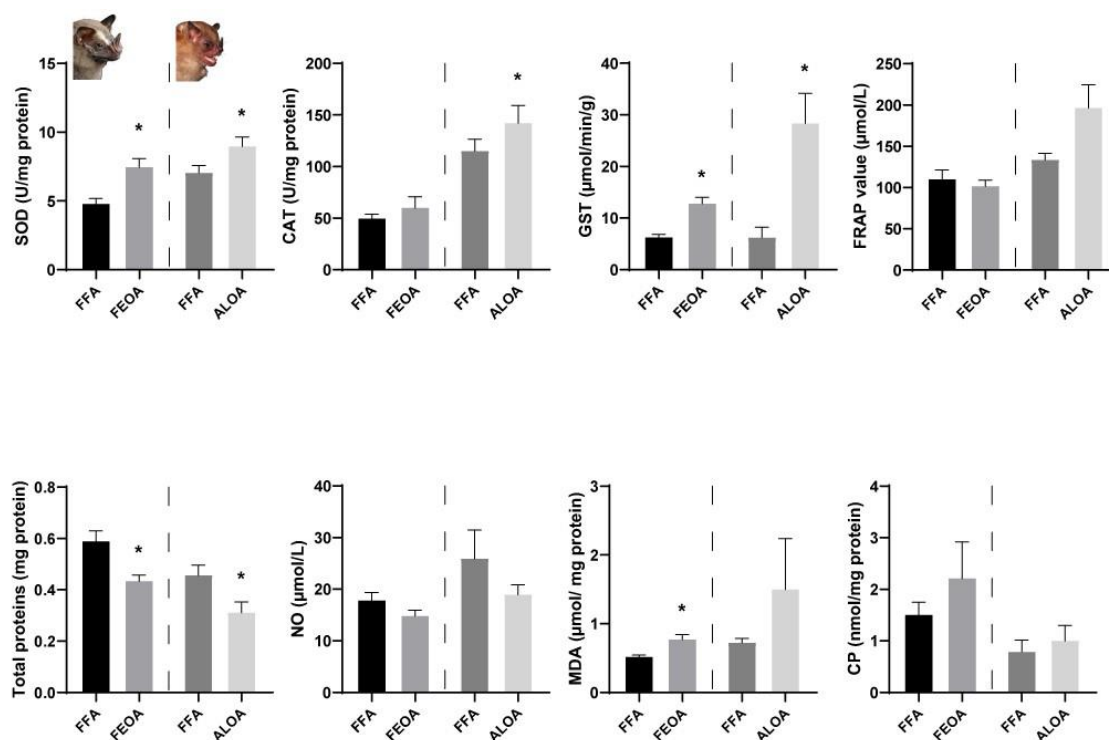 SOD (U/mg protein)
15
10
5
0
*
*
FFA
FEOA
FFA
ALOA
CAT (U/mg protein)
200
150
100
50
0
*
FFA
FEOA
FFA
ALOA
GST (μmol/min/g)
40
30
20
10
0
*
*
FFA
FEOA
FFA
ALOA
FRAP value (μmol/L)
250
200
150
100
50
0
FFA
FEOA
FFA
ALOA
Total proteins (mg protein)
0.8
0.6
0.4
0.2
0.0
*
*
FFA
FEOA
FFA
ALOA
NO (μmol/L)
40
30
20
10
0
FFA
FEOA
FFA
ALOA
MDA (μmol/ mg protein)
3
2
1
0
*
FFA
FEOA
FFA
ALOA
CP (nmol/mg protein)
4
3
2
1
0
FFA
FEOA
FFA
ALOA